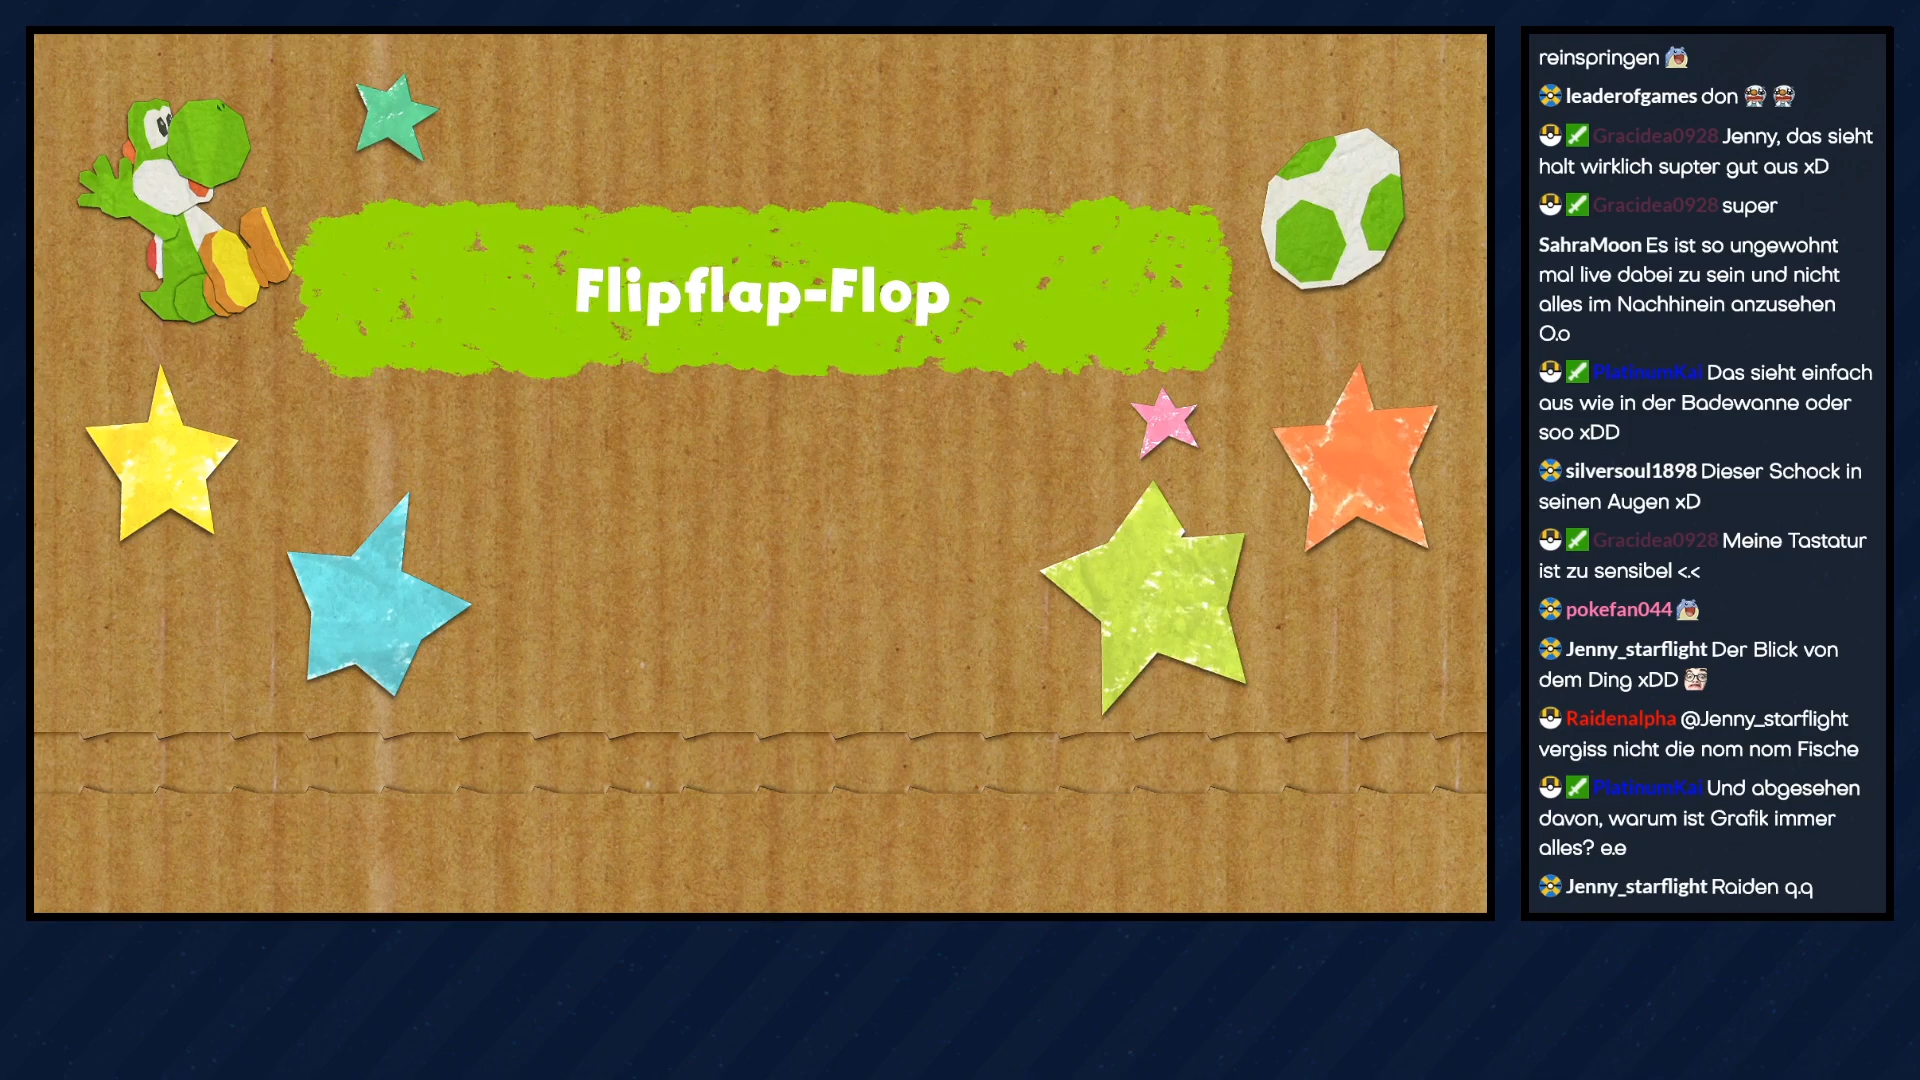 Flipflap-Flop
reinspringen
leaderofgames don
Gracidea0928 Jenny, das sieht
halt wirklich supter gut aus xD
Gracidea0928 super
SahraMoon Es ist so ungewohnt
mal live dabei zu sein und nicht
alles im Nachhinein anzusehen
O.o
PlatinumKai Das sieht einfach
aus wie in der Badewanne oder
soo xDD
silversoul1898 Dieser Schock in
seinen Augen xD
Gracidea0928 Meine Tastatur
ist zu sensibel <.<
pokefan044
Jenny_starflight Der Blick von
dem Ding xDD
Raidenalpha @Jenny_starflight
vergiss nicht die nom nom Fische
PlatinumKai Und abgesehen
davon, warum ist Grafik immer
alles? e.e
Jenny_starflight Raiden q.q